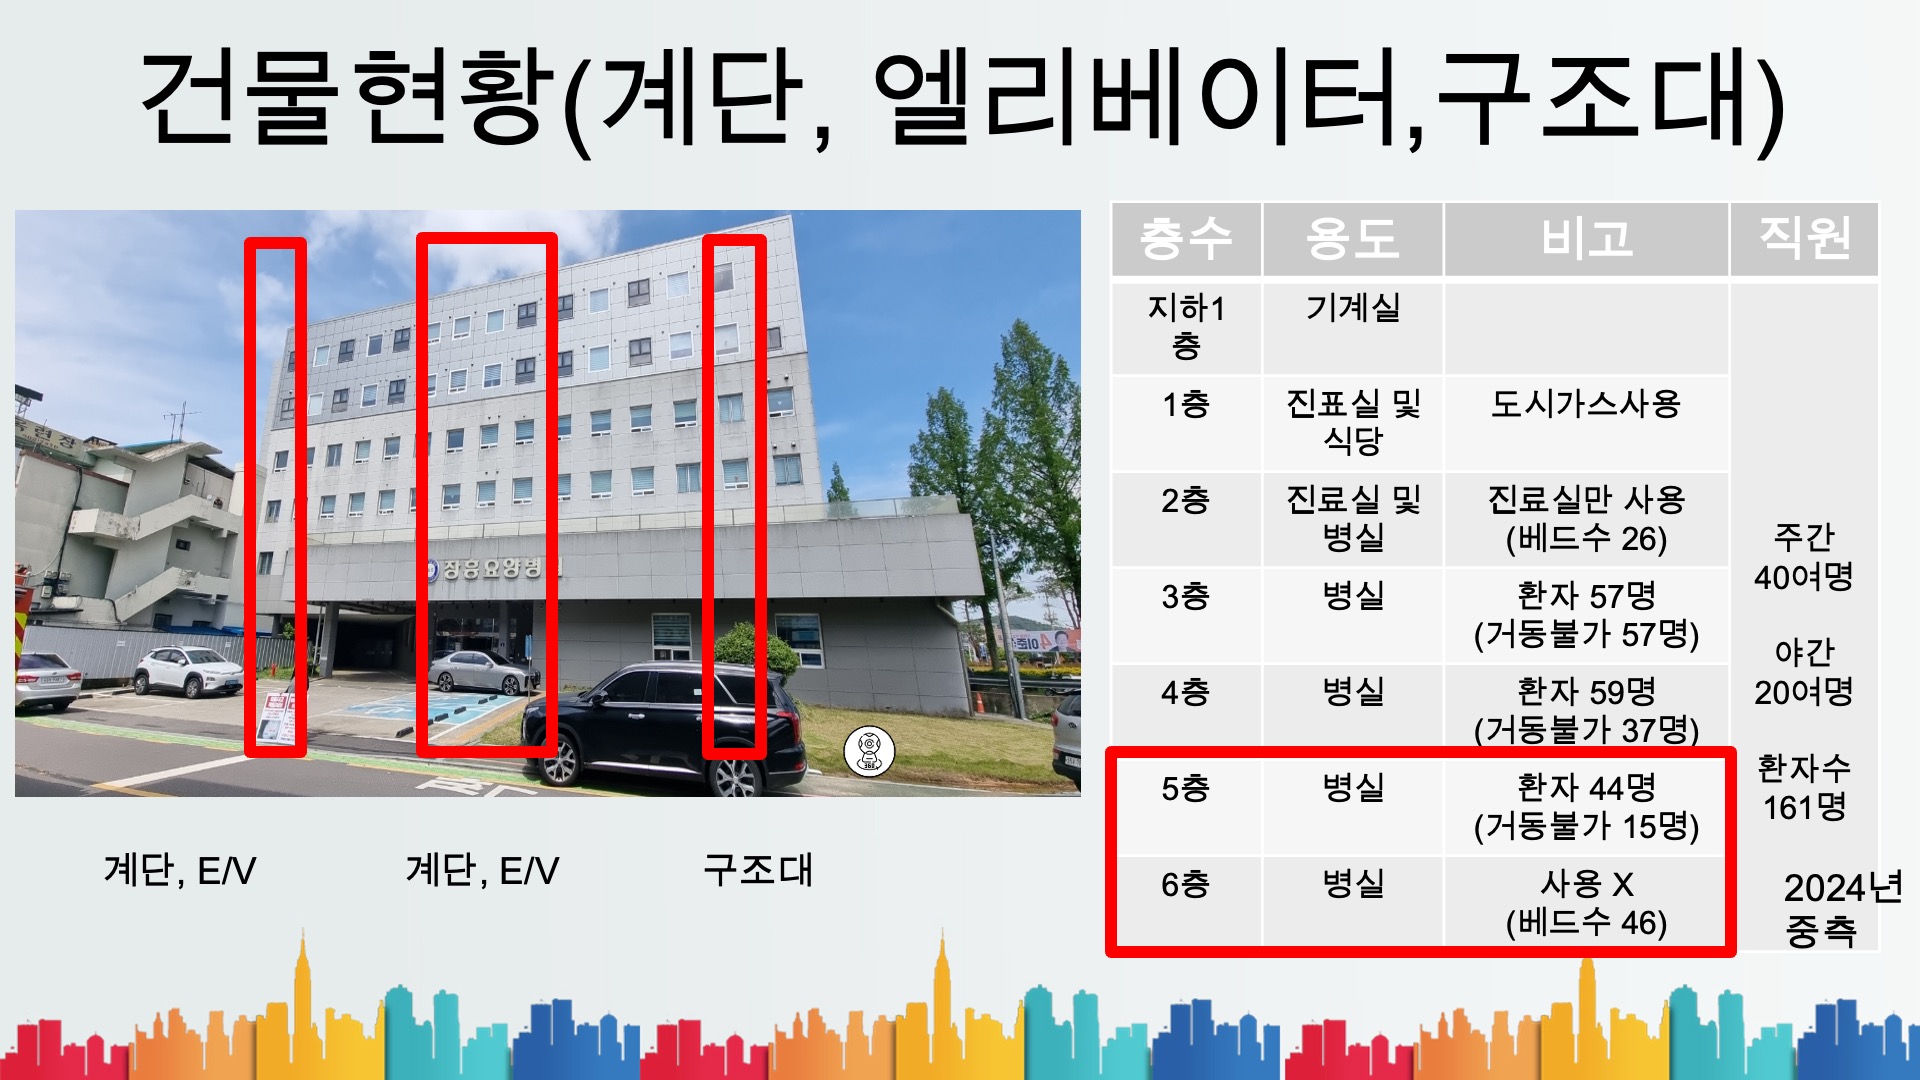 건물현황(계단, 엘리베이터,구조대)
장흥요양병
계단, E/V
계단, E/V
구조대
층수 용도 비고 직원
지하1
층
기계실
1층
진표실 및
식당
도시가스사용
2층
진료실 및
병실
진료실만 사용
(베드수 26)
3층
병실
환자 57명
(거동불가 57명)
4층
병실
환자 59명
(거동불가 37명)
5층
병실
환자 44명
(거동불가 15명)
6층
병실
사용 X
(베드수 46)
주간
40여명
야간
20여명
환자수
161명
2024년
중측